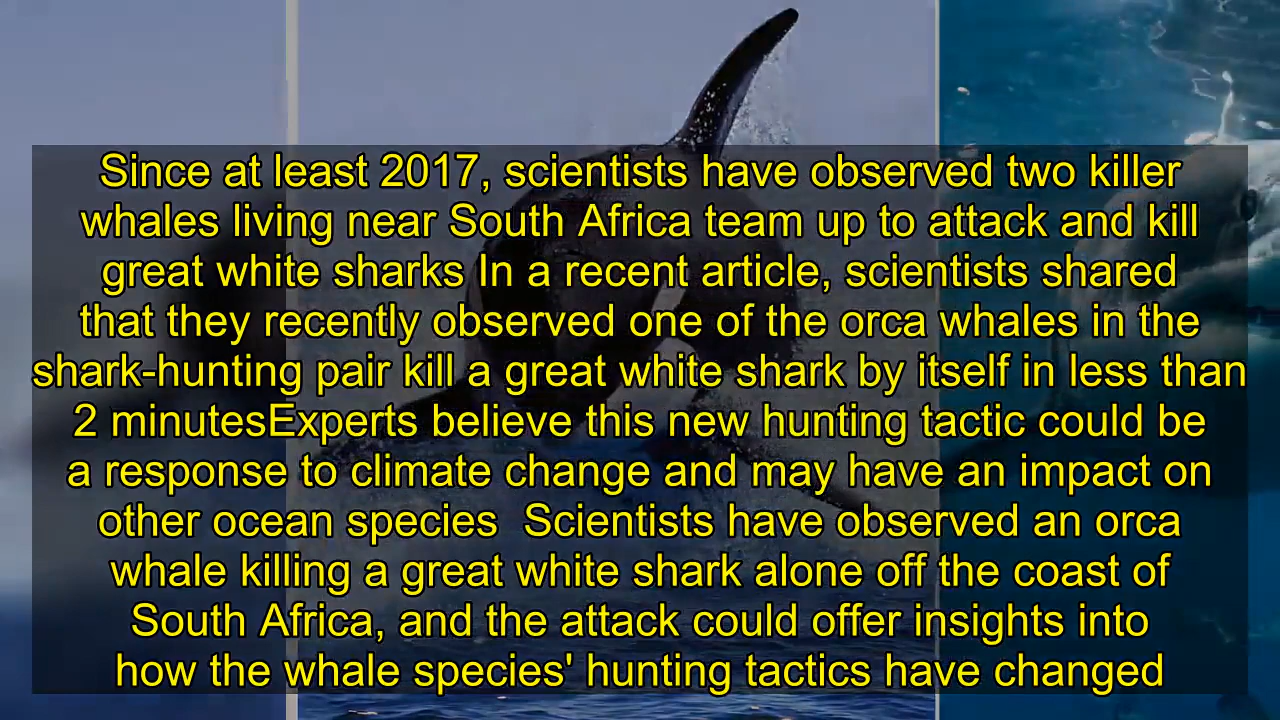 Since at least 2017, scientists have observed two killer
whales living near South Africa team up to attack and kill
great white sharks In a recent article, scientists shared
that they recently observed one of the orca whales in the
shark-hunting pair kill a great white shark by itself in less than
2 minutesExperts believe this new hunting tactic could be
a response to climate change and may have an impact on
other ocean species  Scientists have observed an orca
whale killing a great white shark alone off the coast of
South Africa, and the attack could offer insights into
how the whale species' hunting tactics have changed